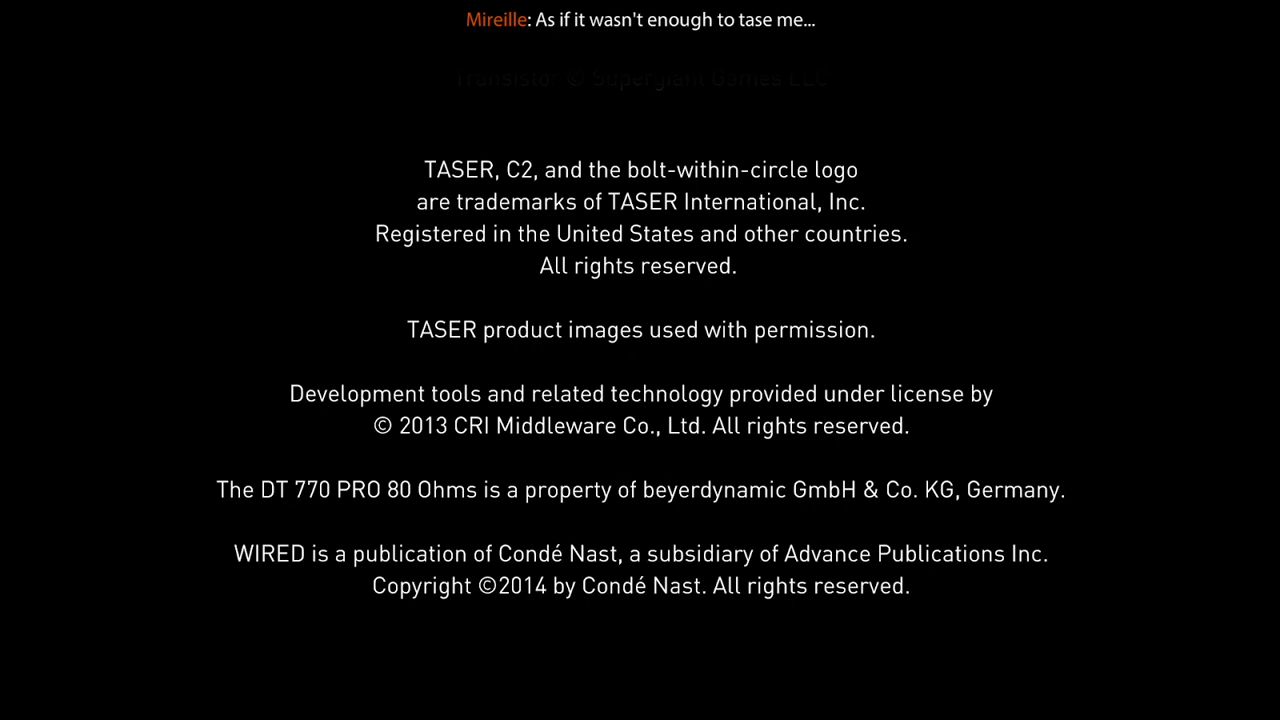 Mireille: As if it wasn't enough to tase me...
Transistor © Supergiant Games LLC
TASER, C2, and the bolt-within-circle logo
are trademarks of TASER International, Inc.
Registered in the United States and other countries.
All rights reserved.
TASER product images used with permission.
Development tools and related technology provided under license by
© 2013 CRI Middleware Co., Ltd. All rights reserved.
The DT 770 PRO 80 Ohms is a property of beyerdynamic GmbH & Co. KG, Germany.
WIRED is a publication of Condé Nast, a subsidiary of Advance Publications Inc.
Copyright ©2014 by Condé Nast. All rights reserved.